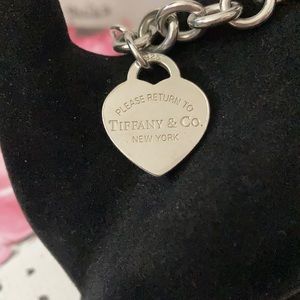 PLEASE RETURN TO
TIFFANY & CO.
NEW YORK